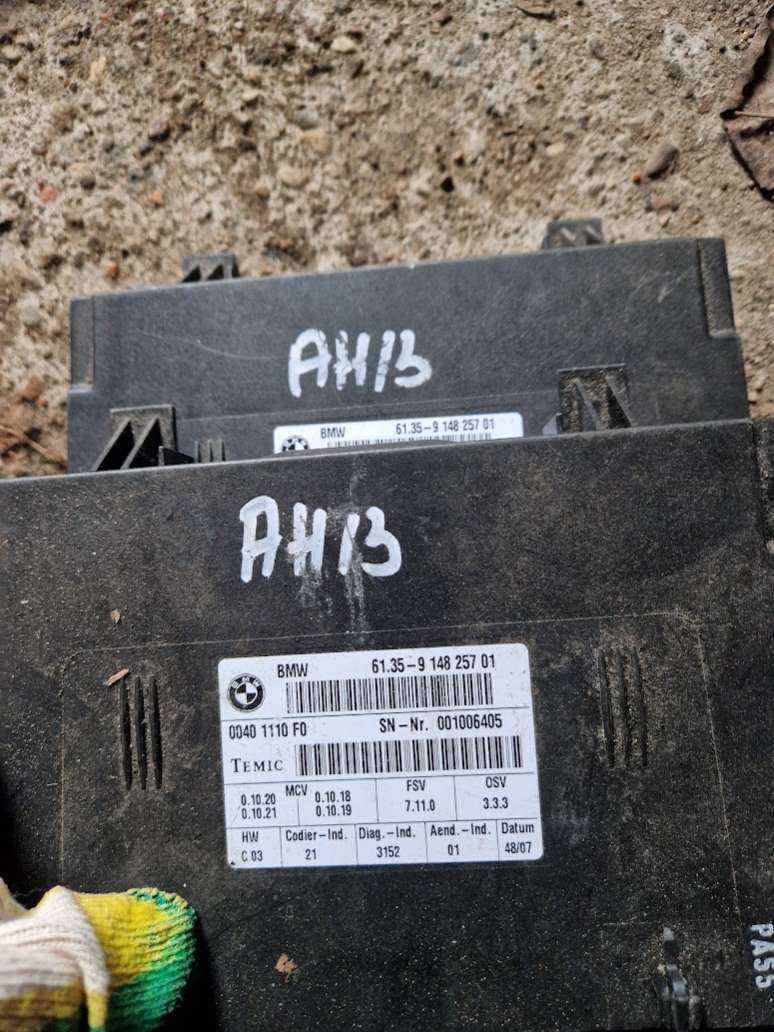 AH13
BMW 61.35-9 148 257 01
AH13
BMW 61.35-9 148 257 01
BMW
0040 1110 F0 SN-Nr. 001006405
TEMIC
MCV FSV OSV
0.10.20 0.10.18 7.11.0 3.3.3
0.10.21 0.10.19
HW Codier-Ind. Diag.-Ind. Aend.-Ind. Datum
C 03 21 3152 01 48/07
PASS